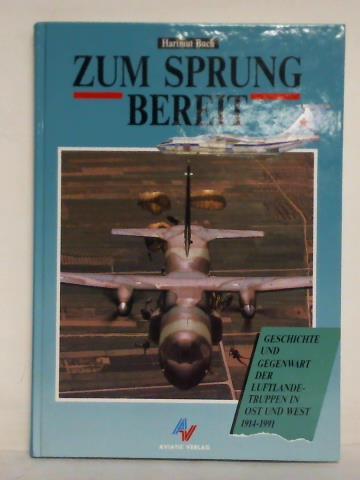 Hartmut Buch
ZUM SPRUNG
BEREIT
GESCHICHTE
UND
GEGENWART
DER
LUFTLANDE-
TRUPPEN IN
OST UND WEST
1914-1991
AV
AVIATIC VERLAG